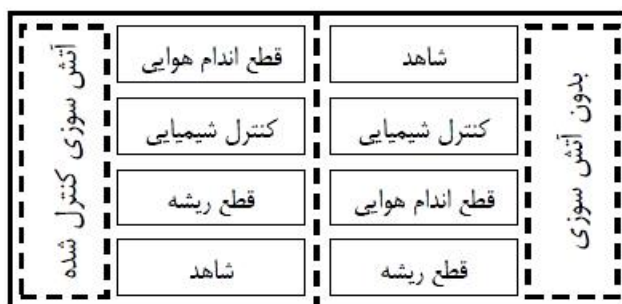 بدون آتش سوزی
شاهد
کنترل شیمیایی
قطع اندام هوایی
قطع ریشه
قطع اندام هوایی
کنترل شیمیایی
قطع ریشه
شاهد
آتش سوزی کنترل شده